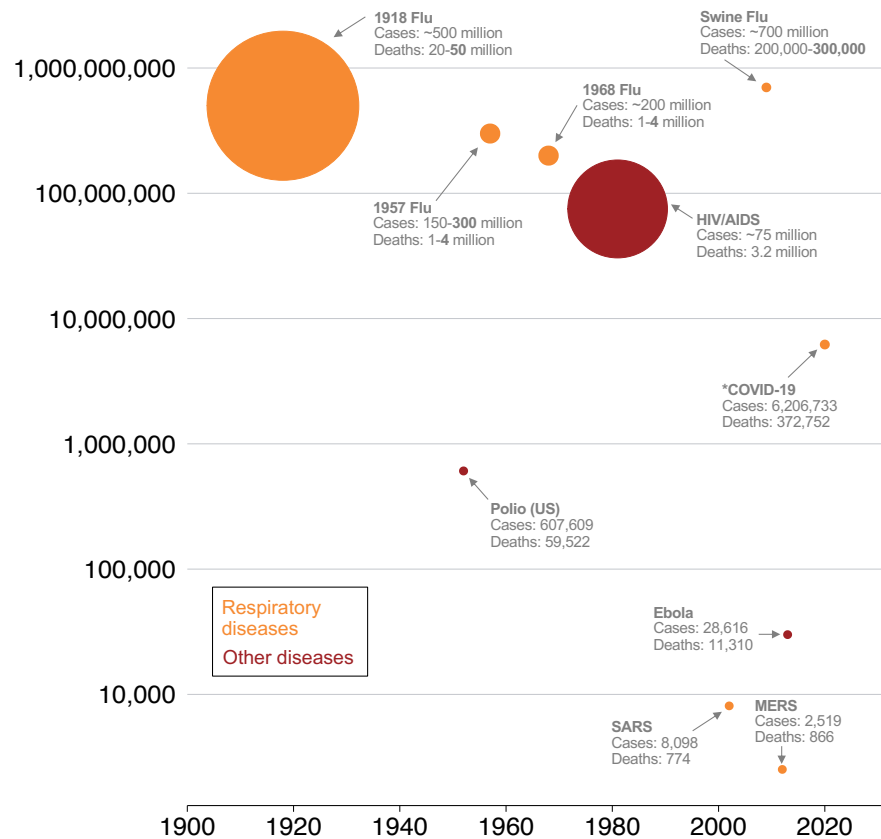 1918 Flu
Cases: ~500 million
Deaths: 20-50 million
Swine Flu
Cases: ~700 million
Deaths: 200,000-300,000
1,000,000,000
1968 Flu
Cases: ~200 million
Deaths: 1-4 million
100,000,000
1957 Flu
Cases: 150-300 million
Deaths: 1-4 million
HIV/AIDS
Cases: ~75 million
Deaths: 3.2 million
10,000,000
*COVID-19
Cases: 6,206,733
Deaths: 372,752
1,000,000
Polio (US)
Cases: 607,609
Deaths: 59,522
100,000
Respiratory
diseases
Other diseases
Ebola
Cases: 28,616
Deaths: 11,310
10,000
SARS
Cases: 8,098
Deaths: 774
MERS
Cases: 2,519
Deaths: 866
1900 1920 1940 1960 1980 2000 2020